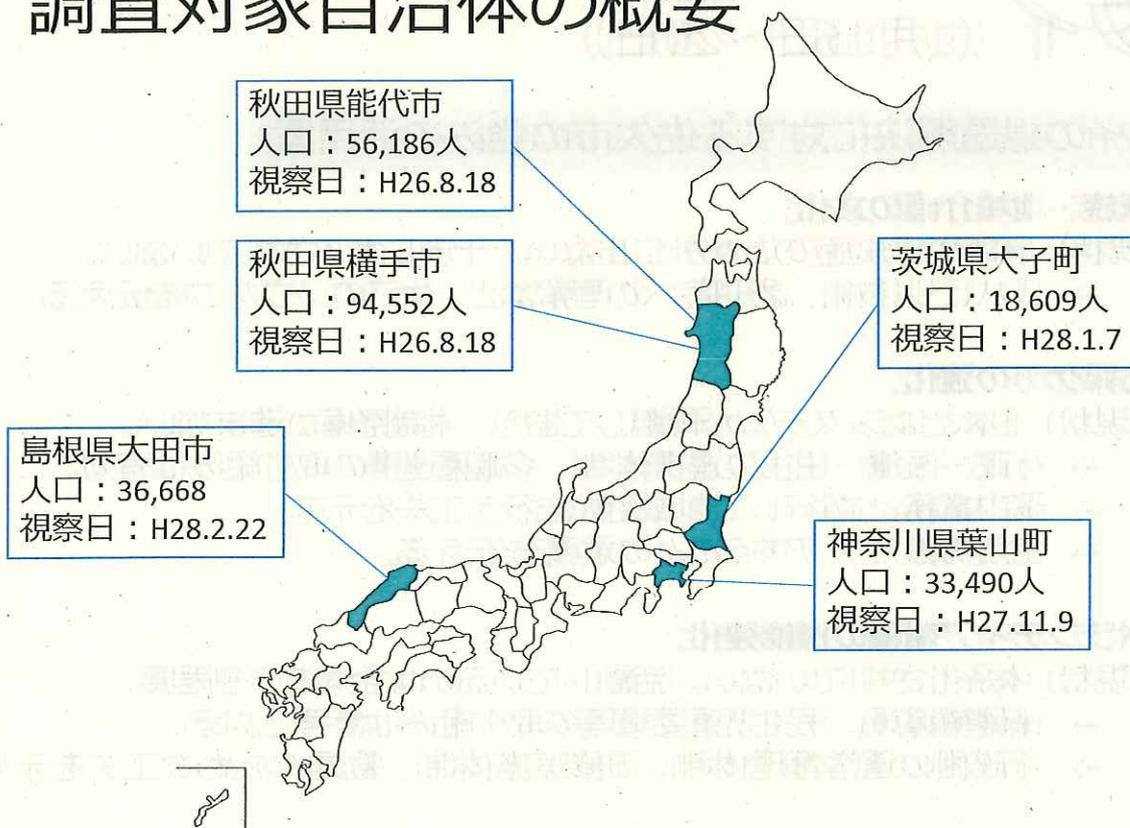 調査対象自治体の概要
秋田県能代市
人口：56,186人
視察日：H26.8.18
秋田県横手市
人口：94,552人
視察日：H26.8.18
茨城県大子町
人口：18,609人
視察日：H28.1.7
島根県大田市
人口：36,668
視察日：H28.2.22
神奈川県葉山町
人口：33,490人
視察日：H27.11.9